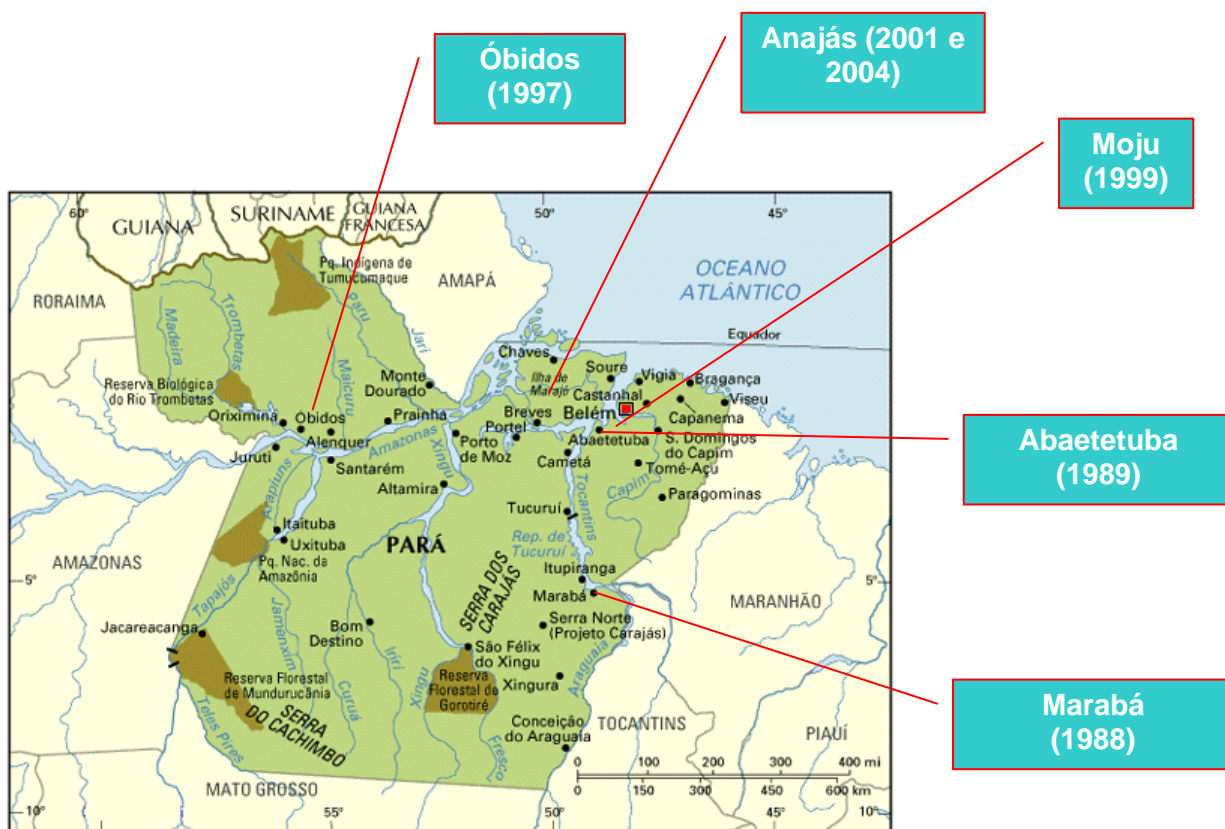 Óbidos
(1997)
Anajás (2001 e
2004)
Moju
(1999)
Abaetetuba
(1989)
Marabá
(1988)
60°
50°
45°
GUIANA
SURINAME
GUIANA
FRANCESA
Pq. Indígena de
Tumucumaque
AMAPÁ
OCEANO
ATLÂNTICO
RORAIMA
Trombetas
Madeira
Paru
Jari
Maicuru
Equador
Chaves
Soure
Ilha de
Marajó
Vigia
Bragança
Monte
Dourado
Castanhal
Viseu
Reserva Biológica
do Rio Trombetas
Capanema
Oriximiná
Óbidos
Prainha
Breves
Belém
Portel
Alenquer
Amazonas
Xingu
Porto
de Moz
Abaetetuba
S. Domingos
do Capim
Juruti
Santarém
Cametá
Tomé-Açu
Arapiuns
Altamira
Capim
Tocantins
Paragominas
Tucuruí
Itaituba
Uxituba
PARÁ
Rep. de
Tucuruí
AMAZONAS
Pq. Nac. da
Amazônia
Itupiranga
5°
5°
Marabá
MARANHÃO
Tapajós
SERRA DOS
CARAJÁS
Jamenxim
Jacareacanga
Bom
Destino
Serra Norte
(Projeto Carajás)
Iriri
São Félix
do Xingu
Araguaia
Reserva Florestal
de Mundurucânia
Curuá
Xingu
Reserva
Florestal de
Gorotiré
Xingura
SERRA
DO CACHIMBO
Teles Pires
Conceição
do Araguaia
TOCANTINS
PIAUÍ
Fresco
0 100 200 300 400 mi
0 150 300 450 600 km
MATO GROSSO
10°
55°
50°
45°
10°